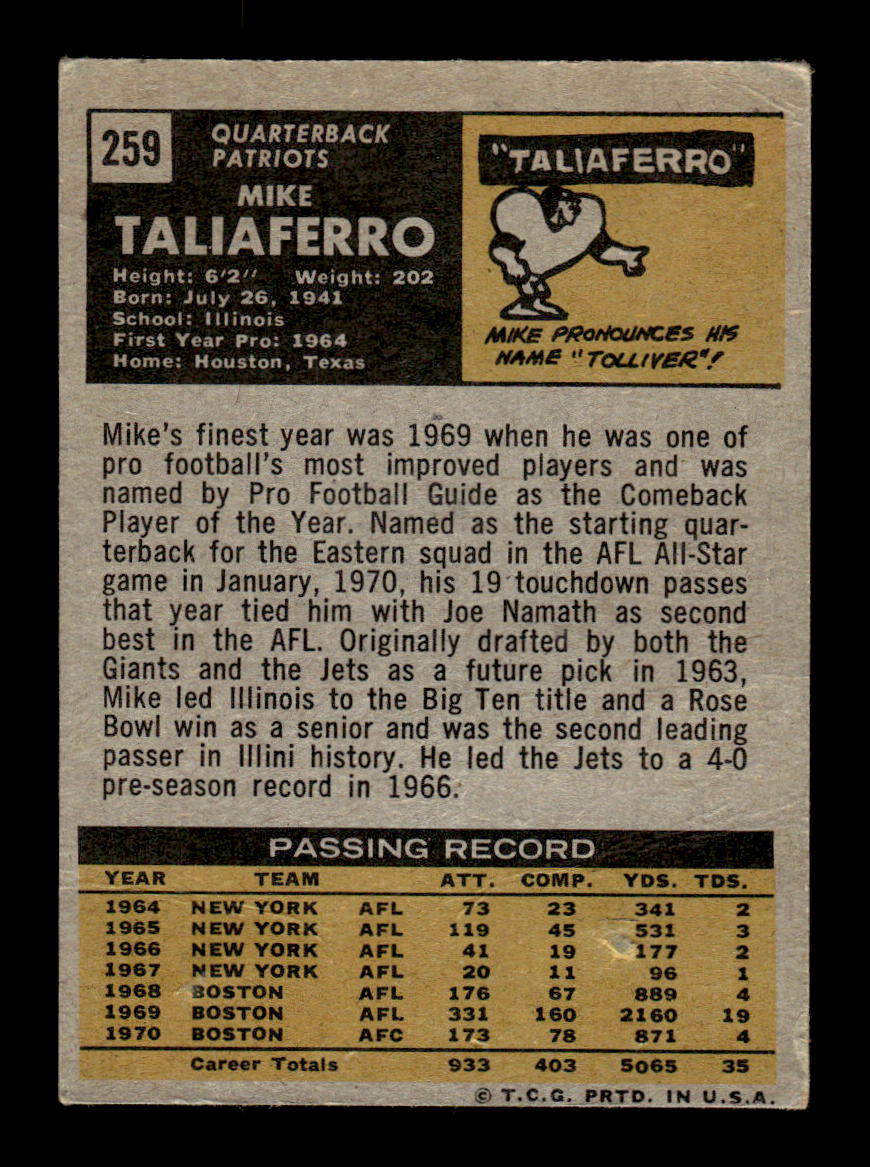 259
QUARTERBACK
PATRIOTS
MIKE
TALIAFERRO
Height: 6'2" Weight: 202
Born: July 26, 1941
School: Illinois
First Year Pro: 1964
Home: Houston, Texas
"TALIAFERRO"
MIKE PRONOUNCES HIS
NAME "TOLLIVER"!
Mike's finest year was 1969 when he was one of
pro football's most improved players and was
named by Pro Football Guide as the Comeback
Player of the Year. Named as the starting quar-
terback for the Eastern squad in the AFL All-Star
game in January, 1970, his 19 touchdown passes
that year tied him with Joe Namath as second
best in the AFL. Originally drafted by both the
Giants and the Jets as a future pick in 1963,
Mike led Illinois to the Big Ten title and a Rose
Bowl win as a senior and was the second leading
passer in Illini history. He led the Jets to a 4-0
pre-season record in 1966.
PASSING RECORD
YEAR TEAM ATT. COMP. YDS. TDS.
1964 NEW YORK AFL 73 23 341 2
1965 NEW YORK AFL 119 45 531 3
1966 NEW YORK AFL 41 19 177 2
1967 NEW YORK AFL 20 11 96 1
1968 BOSTON AFL 176 67 889 4
1969 BOSTON AFL 331 160 2160 19
1970 BOSTON AFC 173 78 871 4
Career Totals 933 403 5065 35
© T.C.G. PRTD. IN U.S.A.